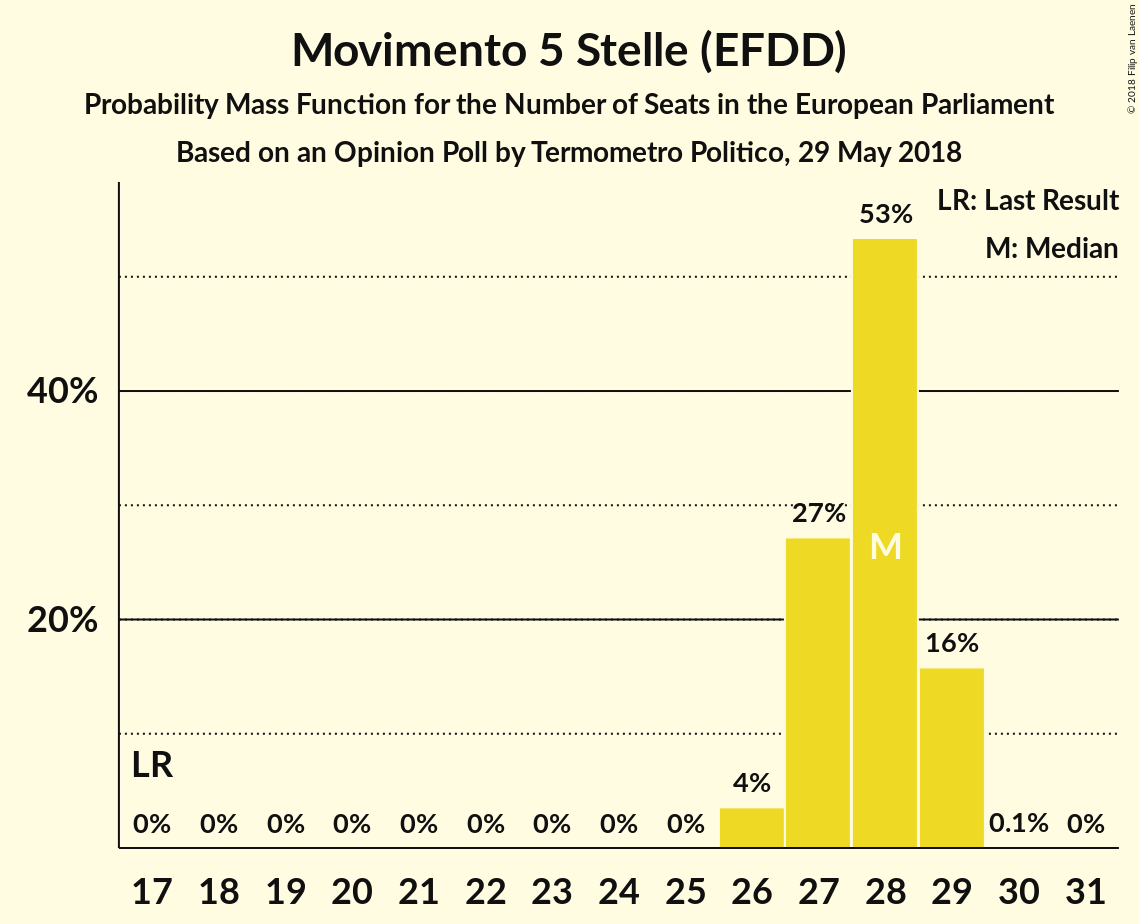 Movimento 5 Stelle (EFDD)
Probability Mass Function for the Number of Seats in the European Parliament
Based on an Opinion Poll by Termometro Politico, 29 May 2018
© 2018 Filip van Laenen
LR: Last Result
M: Median
53%
40%
27%
M
20%
16%
LR
4%
0% 0% 0% 0% 0% 0% 0% 0% 0% 0.1% 0%
17 18 19 20 21 22 23 24 25 26 27 28 29 30 31